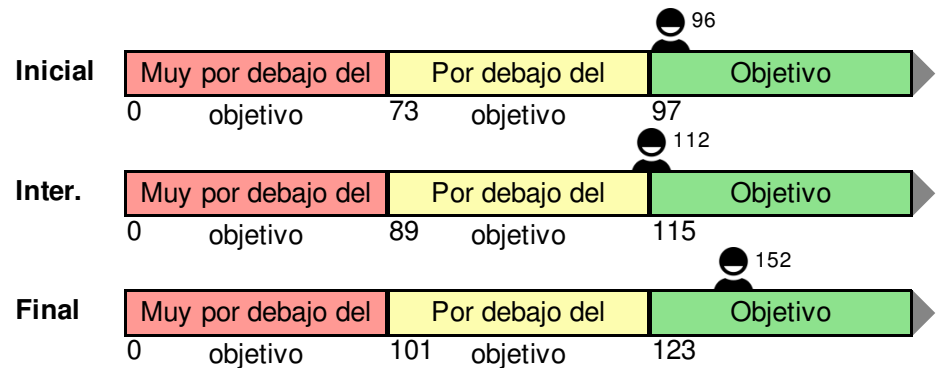 96
Inicial Muy por debajo del Por debajo del Objetivo
0 objetivo 73 objetivo 97
112
Inter. Muy por debajo del Por debajo del Objetivo
0 objetivo 89 objetivo 115
152
Final Muy por debajo del Por debajo del Objetivo
0 objetivo 101 objetivo 123